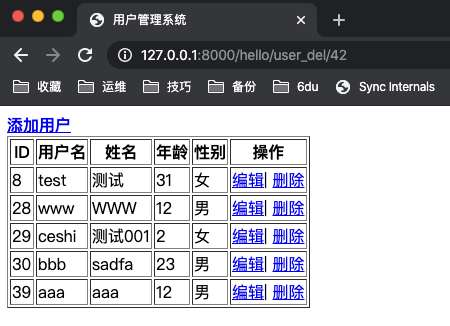 用户管理系统
127.0.0.1:8000/hello/user_del/42
收藏 运维 技巧 备份 6du Sync Internals
添加用户
ID 用户名 姓名 年龄 性别 操作
8 test 测试 31 女 编辑| 删除
28 www WWW 12 男 编辑| 删除
29 ceshi 测试001 2 女 编辑| 删除
30 bbb sadfa 23 男 编辑| 删除
39 aaa aaa 12 男 编辑| 删除